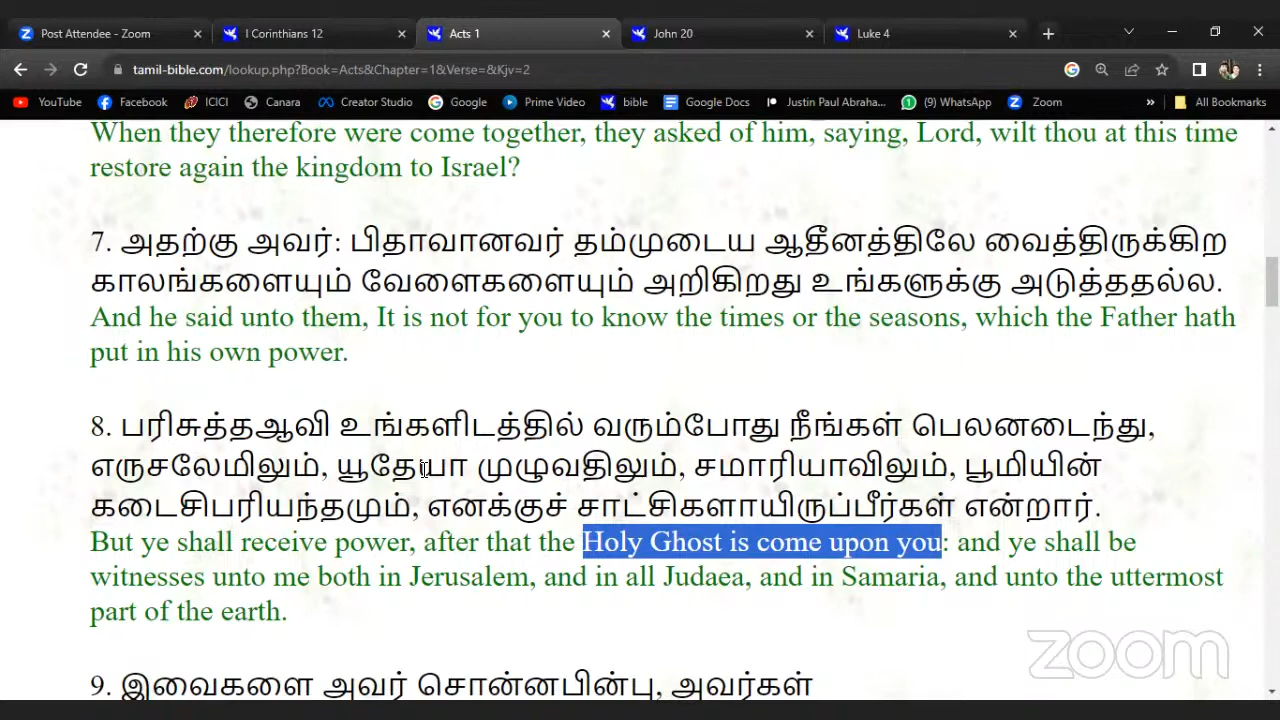 Post Attendee - Zoom
I Corinthians 12
Acts 1
John 20
Luke 4
tamil-bible.com/lookup.php?Book=Acts&Chapter=1&Verse=&Kjv=2
YouTube Facebook ICICI Canara Creator Studio Google Prime Video bible Google Docs Justin Paul Abraha... (9) WhatsApp Zoom » All Bookmarks
When they therefore were come together, they asked of him, saying, Lord, wilt thou at this time
restore again the kingdom to Israel?
7. அதற்கு அவர்: பிதாவானவர் தம்முடைய ஆதீனத்திலே வைத்திருக்கிற
காலங்களையும் வேளைகளையும் அறிகிறது உங்களுக்கு அடுத்ததல்ல.
And he said unto them, It is not for you to know the times or the seasons, which the Father hath
put in his own power.
8. பரிசுத்தஆவி உங்களிடத்தில் வரும்போது நீங்கள் பெலனடைந்து,
எருசலேமிலும், யூதேயா முழுவதிலும், சமாரியாவிலும், பூமியின்
கடைசிபரியந்தமும், எனக்குச் சாட்சிகளாயிருப்பீர்கள் என்றார்.
But ye shall receive power, after that the Holy Ghost is come upon you: and ye shall be
witnesses unto me both in Jerusalem, and in all Judaea, and in Samaria, and unto the uttermost
part of the earth.
zoom
9. இவைகளை அவர் சொன்னபின்பு, அவர்கள்